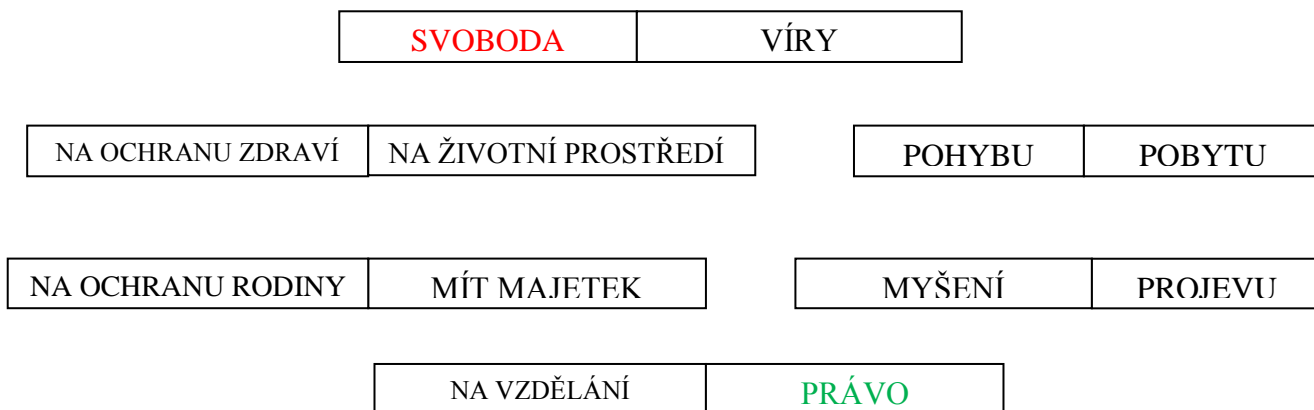 SVOBODA VÍRY
NA OCHRANU ZDRAVÍ NA ŽIVOTNÍ PROSTŘEDÍ POHYBU POBYTU
NA OCHRANU RODINY MÍT MAJETEK MYŠENÍ PROJEVU
NA VZDĚLÁNÍ PRÁVO